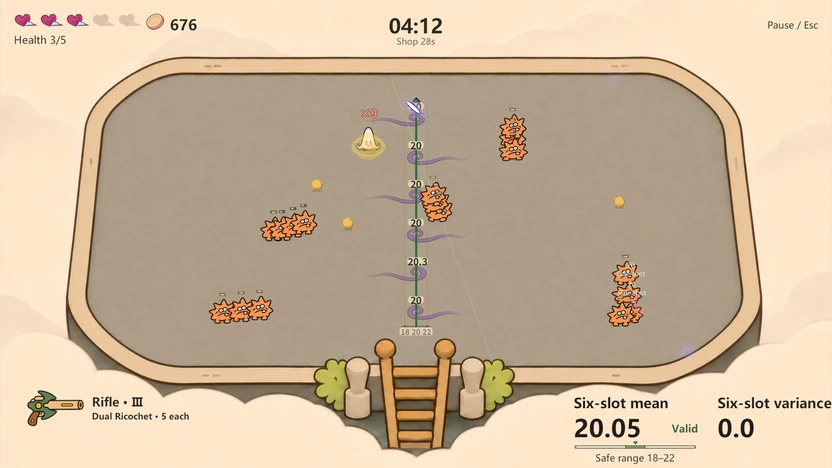 676
Health 3/5
04:12
Shop 28s
Pause / Esc
×9
20
20
20
20.3
20
18 20 22
Rifle • III
Dual Ricochet • 5 each
Six-slot mean
20.05
Valid
Safe range 18–22
Six-slot variance
0.0